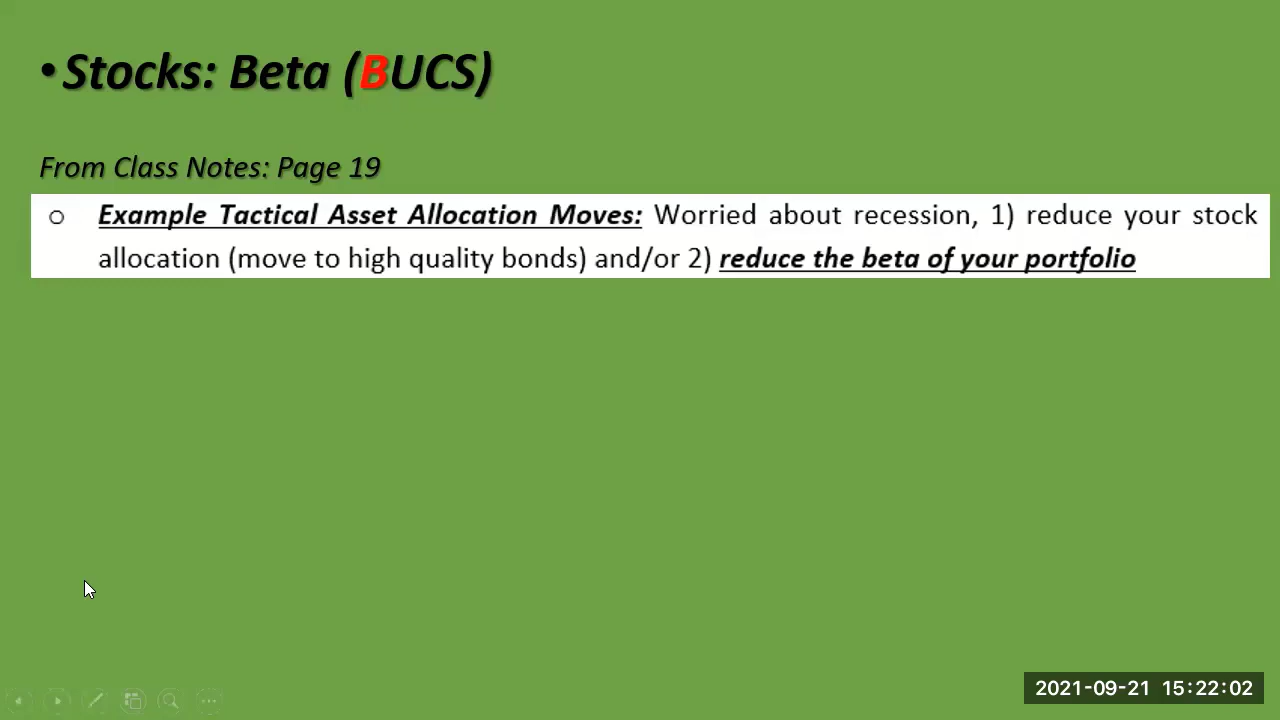 • Stocks: Beta (BUCS)
From Class Notes: Page 19
o Example Tactical Asset Allocation Moves: Worried about recession, 1) reduce your stock
allocation (move to high quality bonds) and/or 2) reduce the beta of your portfolio
2021-09-21 15:22:02